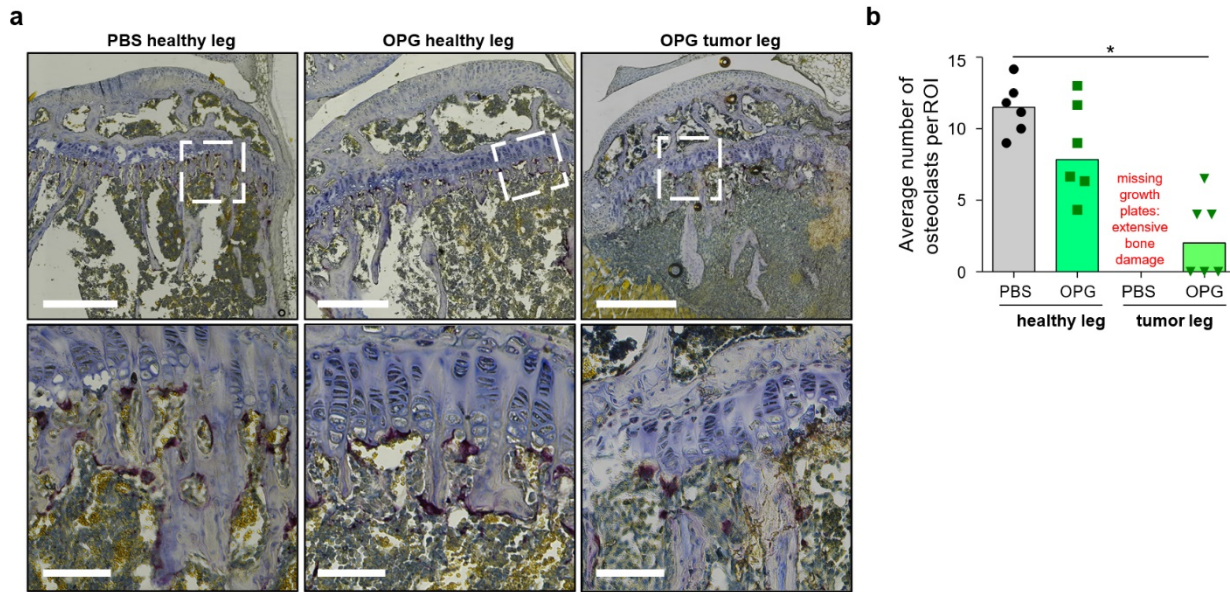 a
PBS healthy leg
OPG healthy leg
OPG tumor leg
b
*
15
10
5
0
Average number of
osteoclasts per ROI
missing
growth
plates:
extensive
bone
damage
PBS
OPG
PBS
OPG
healthy leg
tumor leg